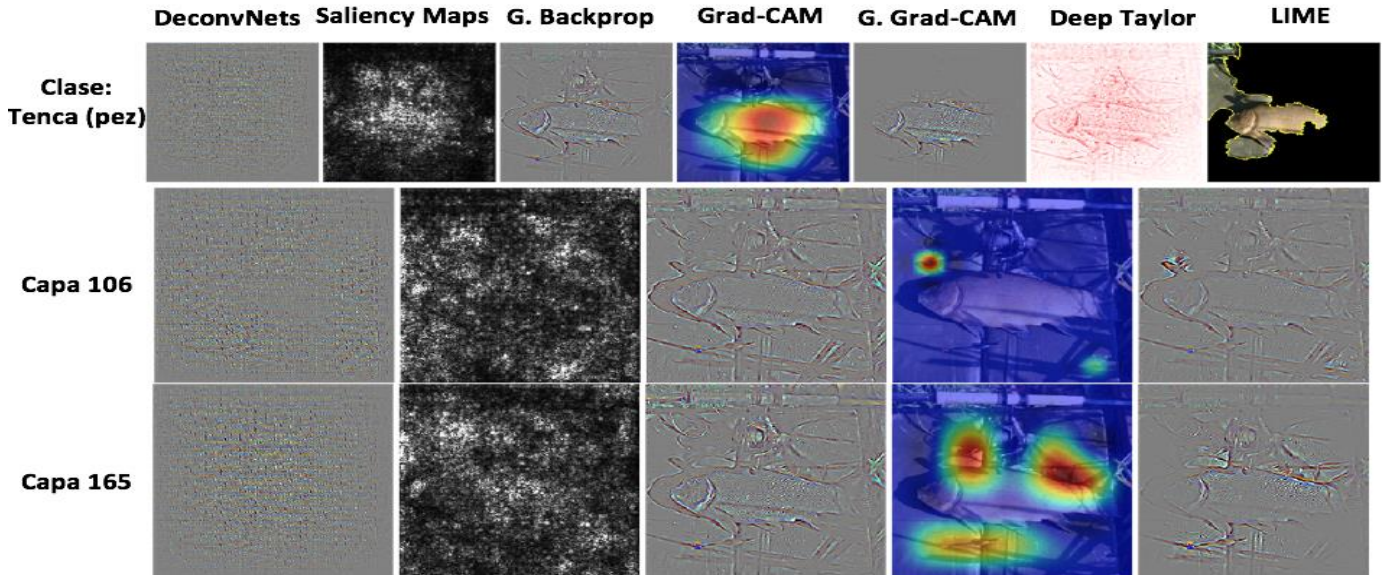 DeconvNets Saliency Maps G. Backprop Grad-CAM G. Grad-CAM Deep Taylor LIME
Clase:
Tenca (pez)
Capa 106
Capa 165